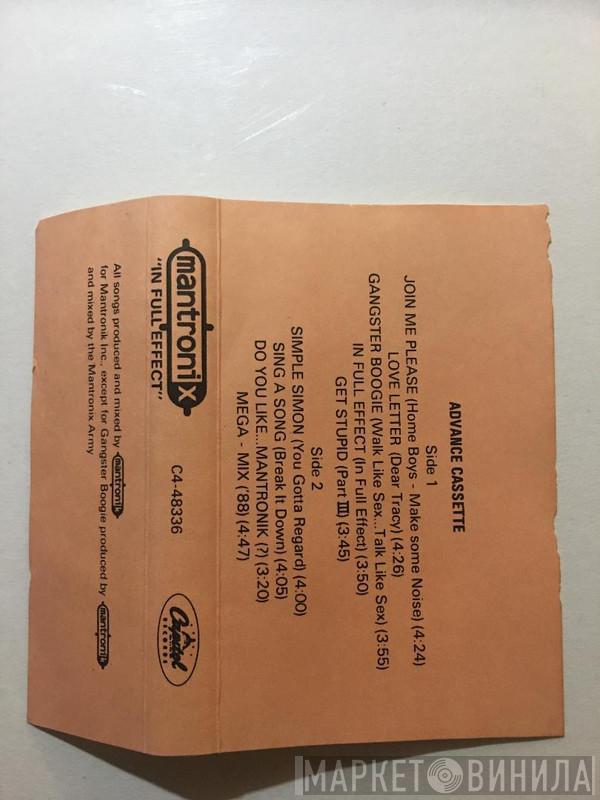 ADVANCE CASSETTE
Side 1
JOIN ME PLEASE (Home Boys - Make some Noise) (4:24)
LOVE LETTER (Dear Tracy) (4:26)
GANGSTER BOOGIE (Walk Like Sex... Talk Like Sex) (3:55)
IN FULL EFFECT (In Full Effect) (3:50)
GET STUPID (Part III) (3:45)
Side 2
SIMPLE SIMON (You Gotta Regard) (4:00)
SING A SONG (Break It Down) (4:05)
DO YOU LIKE...MANTRONIK (?) (3:20)
MEGA - MIX ('88) (4:47)
mantronix
"IN FULL EFFECT"
C4-48336
Capitol
RECORDS
All songs produced and mixed by mantronik
for Mantronik Inc., except for Gangster Boogie produced by mantronik
and mixed by the Mantronix Army
МАРКЕТ ВИНИЛА